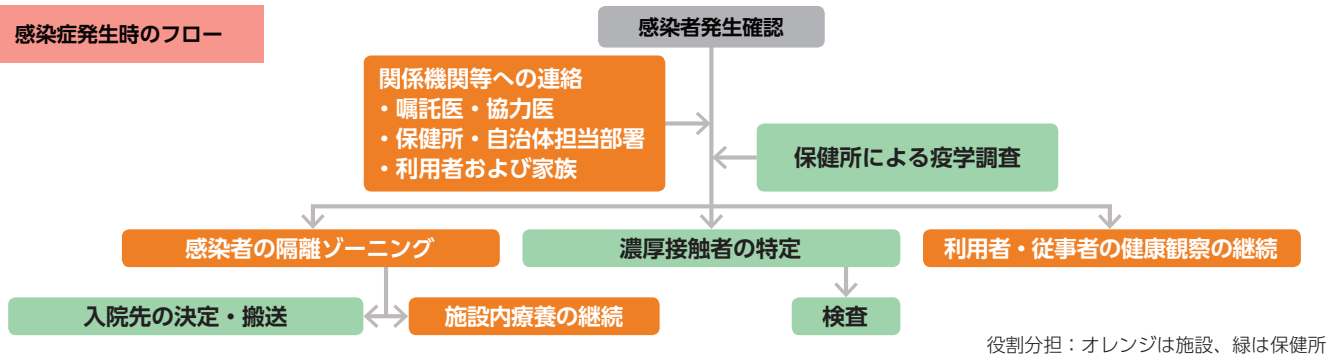 感染症発生時のフロー
感染者発生確認
関係機関等への連絡
・嘱託医・協力医
・保健所・自治体担当部署
・利用者および家族
保健所による疫学調査
感染者の隔離ゾーニング
濃厚接触者の特定
利用者・従事者の健康観察の継続
入院先の決定・搬送
施設内療養の継続
検査
役割分担：オレンジは施設、緑は保健所